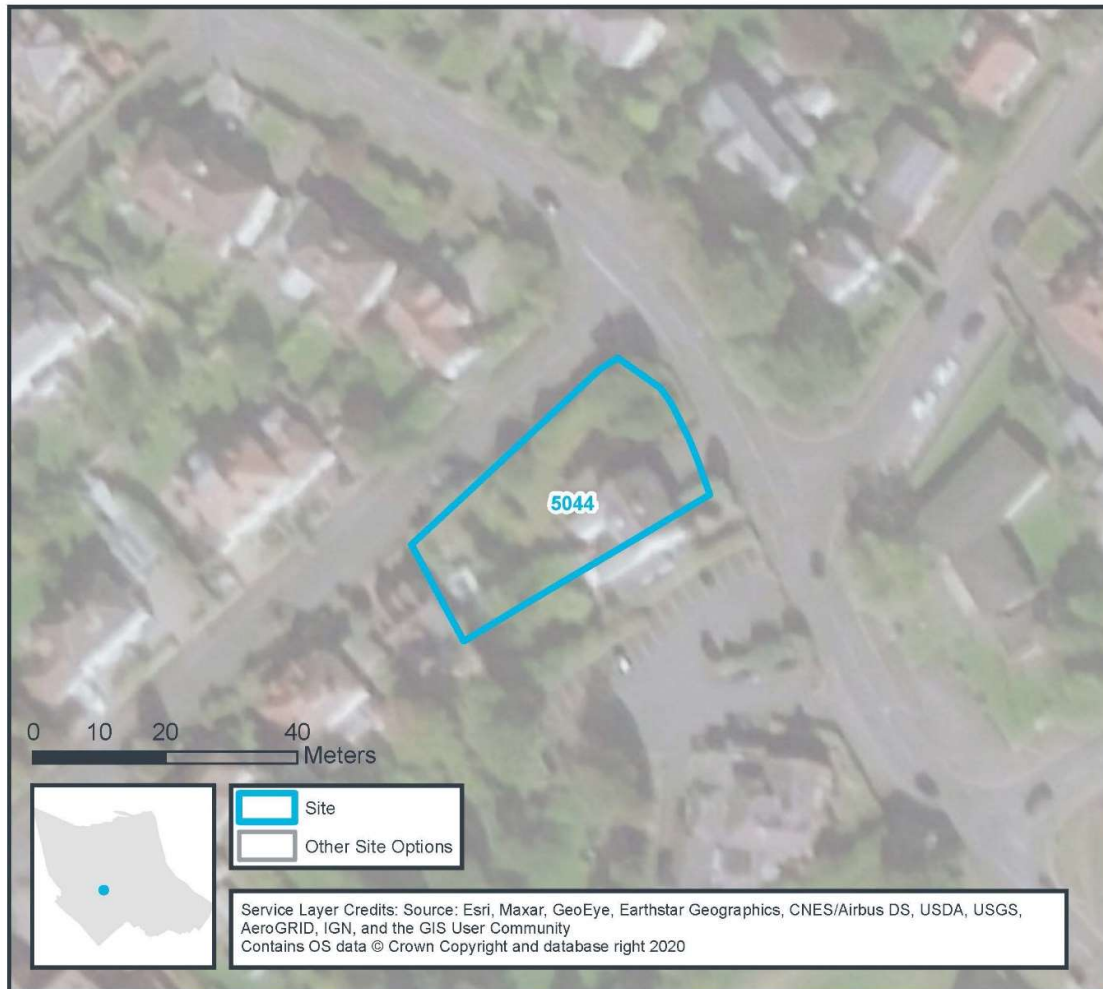 5044
0 10 20 40
Meters
Site
Other Site Options
Service Layer Credits: Source: Esri, Maxar, GeoEye, Earthstar Geographics, CNES/Airbus DS, USDA, USGS,
AeroGRID, IGN, and the GIS User Community
Contains OS data © Crown Copyright and database right 2020